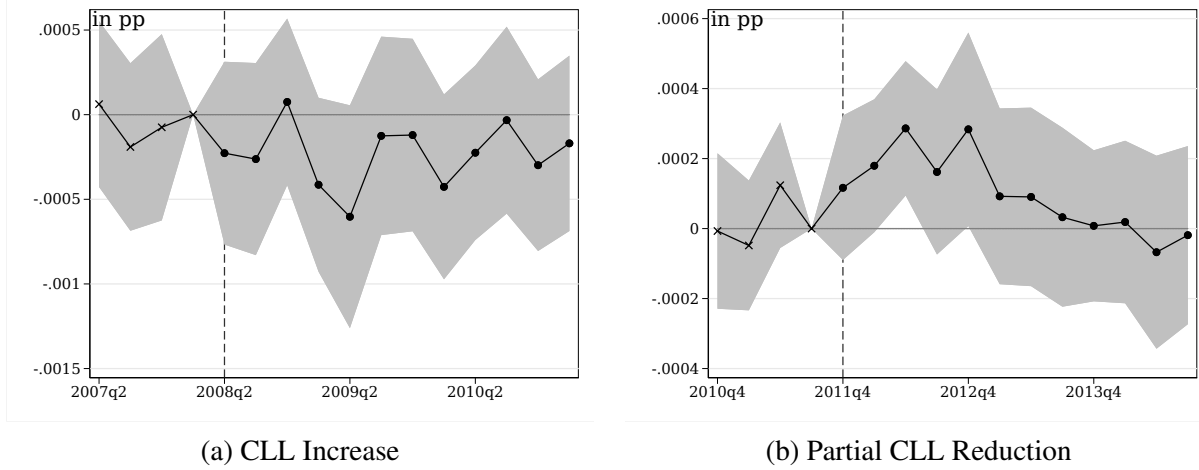 in pp
.0005
0
-.0005
-.001
-.0015
2007q2 2008q2 2009q2 2010q2
(a) CLL Increase
in pp
.0006
.0004
.0002
0
-.0002
-.0004
2010q4 2011q4 2012q4 2013q4
(b) Partial CLL Reduction